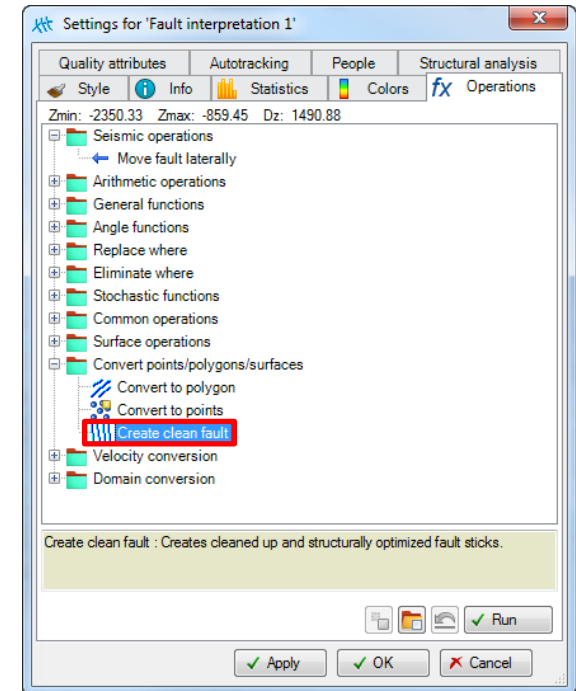 Settings for 'Fault interpretation 1'
Quality attributes Autotracking People Structural analysis
Style Info Statistics Colors fx Operations
Zmin: -2350.33 Zmax: -859.45 Dz: 1490.88
Seismic operations
Move fault laterally
Arithmetic operations
General functions
Angle functions
Replace where
Eliminate where
Stochastic functions
Common operations
Surface operations
Convert points/polygons/surfaces
Convert to polygon
Convert to points
Create clean fault
Velocity conversion
Domain conversion
Create clean fault : Creates cleaned up and structurally optimized fault sticks.
Run
Apply OK Cancel